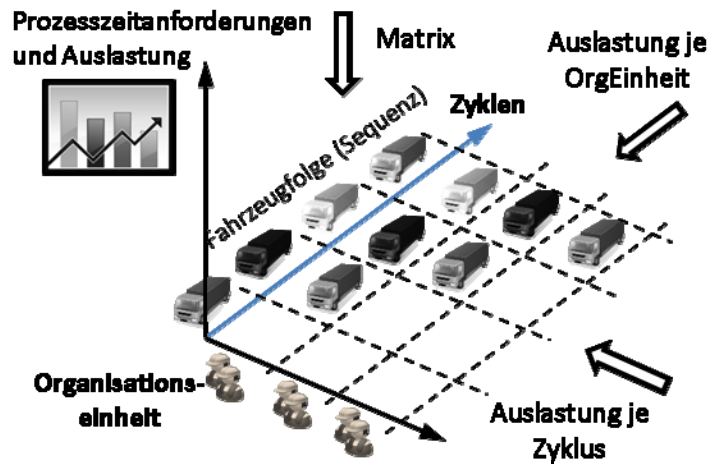 Prozesszeitanforderungen
und Auslastung
Matrix
Auslastung je
OrgEinheit
Zyklen
Fahrzeugfolge (Sequenz)
Organisations-
einheit
Auslastung je
Zyklus